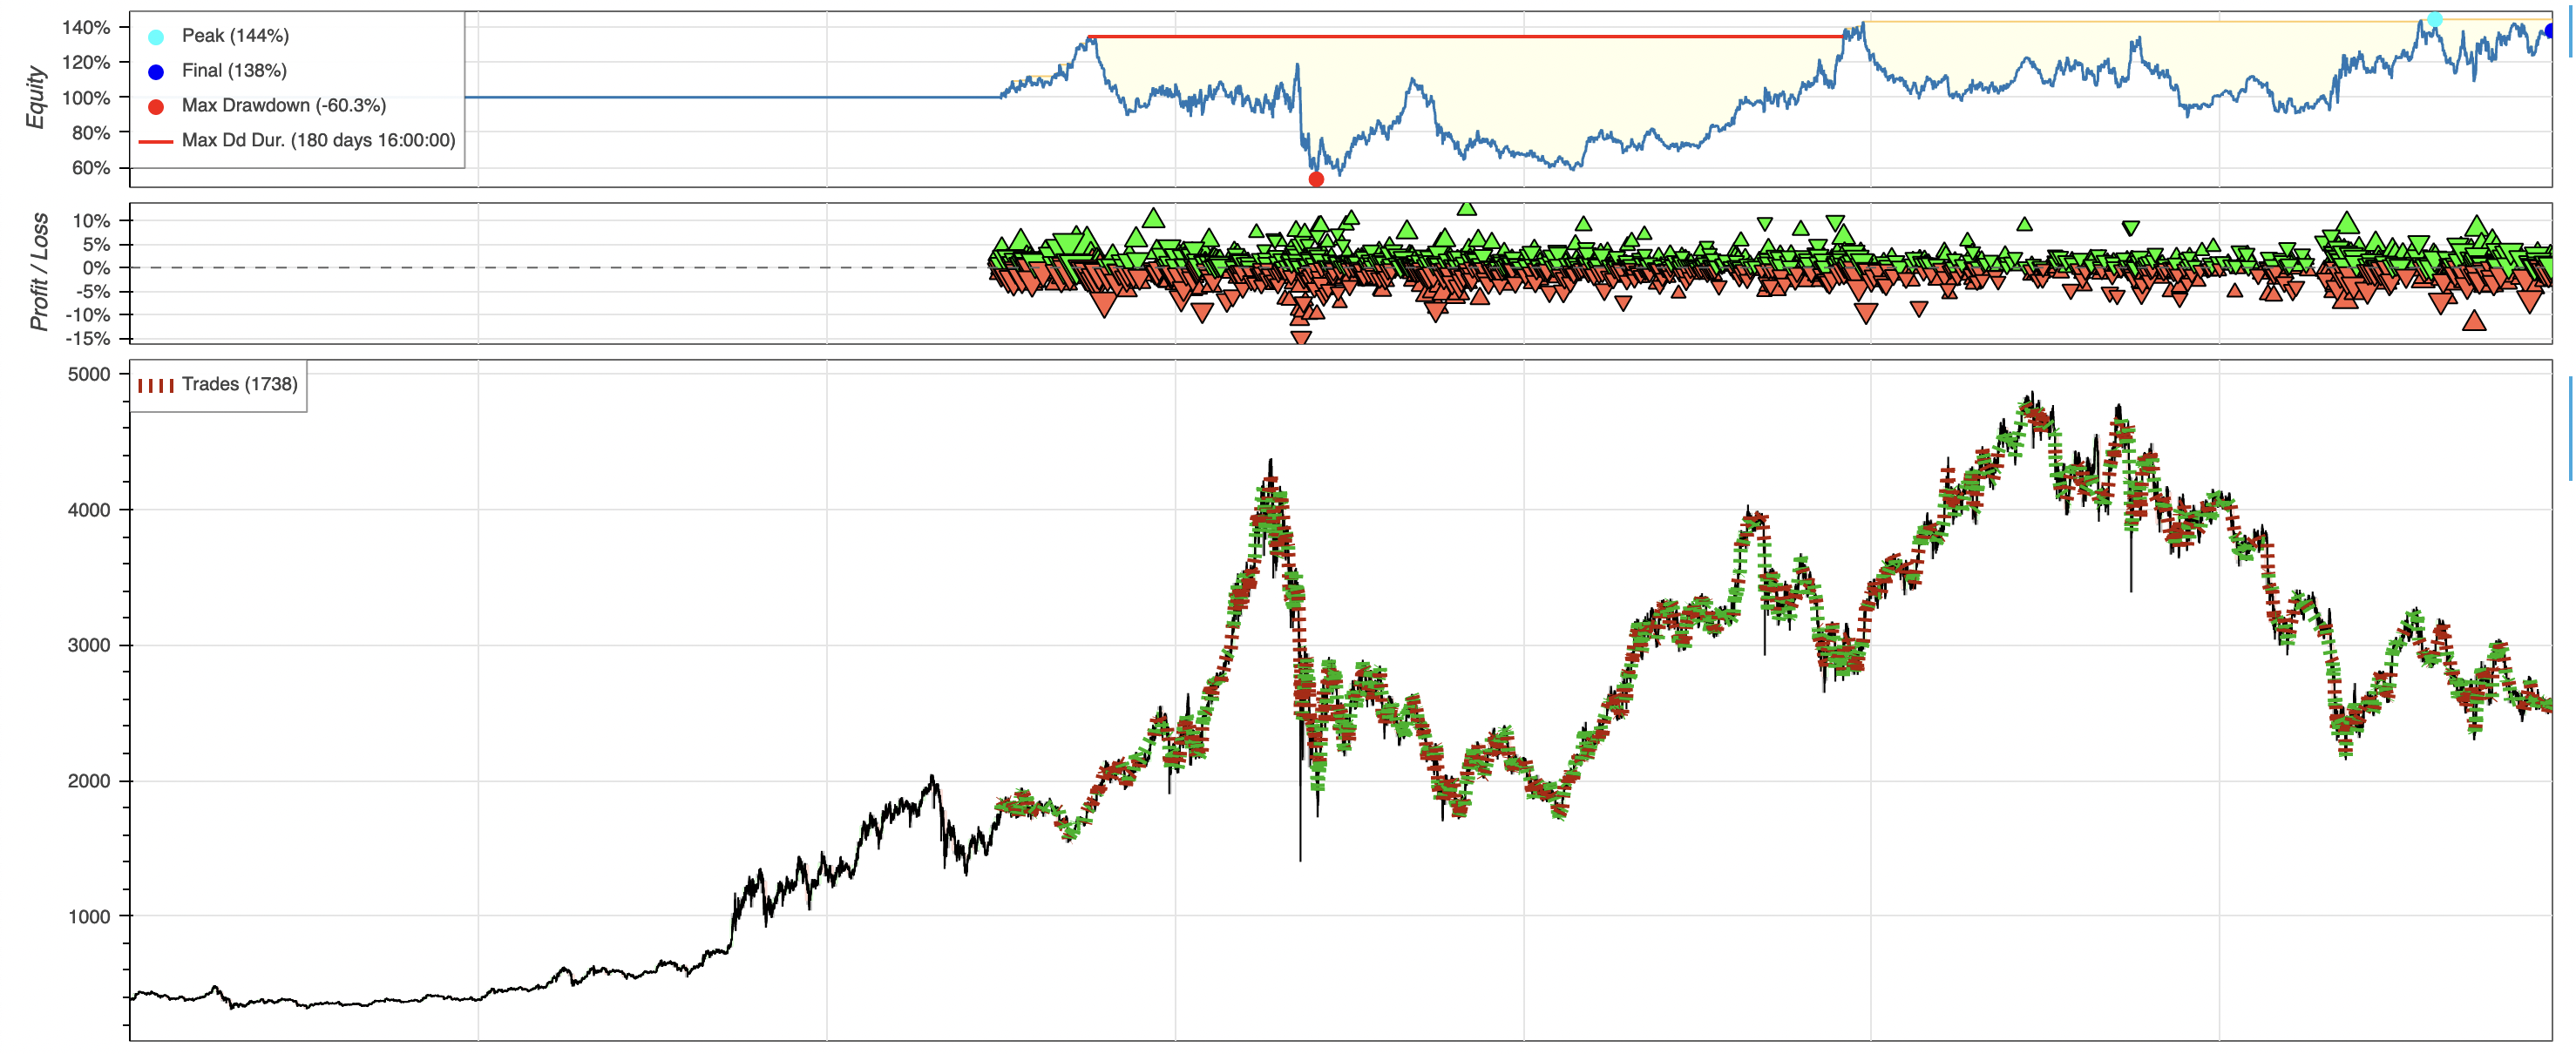 140%
120%
100%
80%
60%
Equity
Peak (144%)
Final (138%)
Max Drawdown (-60.3%)
Max Dd Dur. (180 days 16:00:00)
10%
5%
0%
-5%
-10%
-15%
Profit / Loss
5000
4000
3000
2000
1000
Trades (1738)